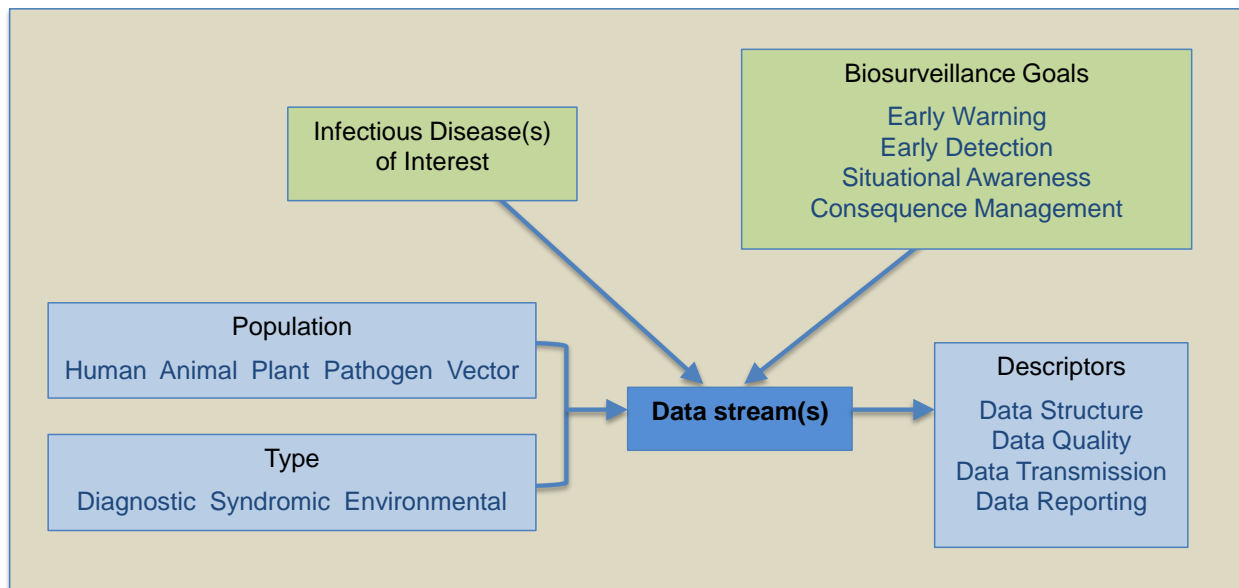 Biosurveillance Goals
Early Warning
Early Detection
Situational Awareness
Consequence Management
Infectious Disease(s)
of Interest
Population
Human Animal Plant Pathogen Vector
Type
Diagnostic Syndromic Environmental
Data stream(s)
Descriptors
Data Structure
Data Quality
Data Transmission
Data Reporting